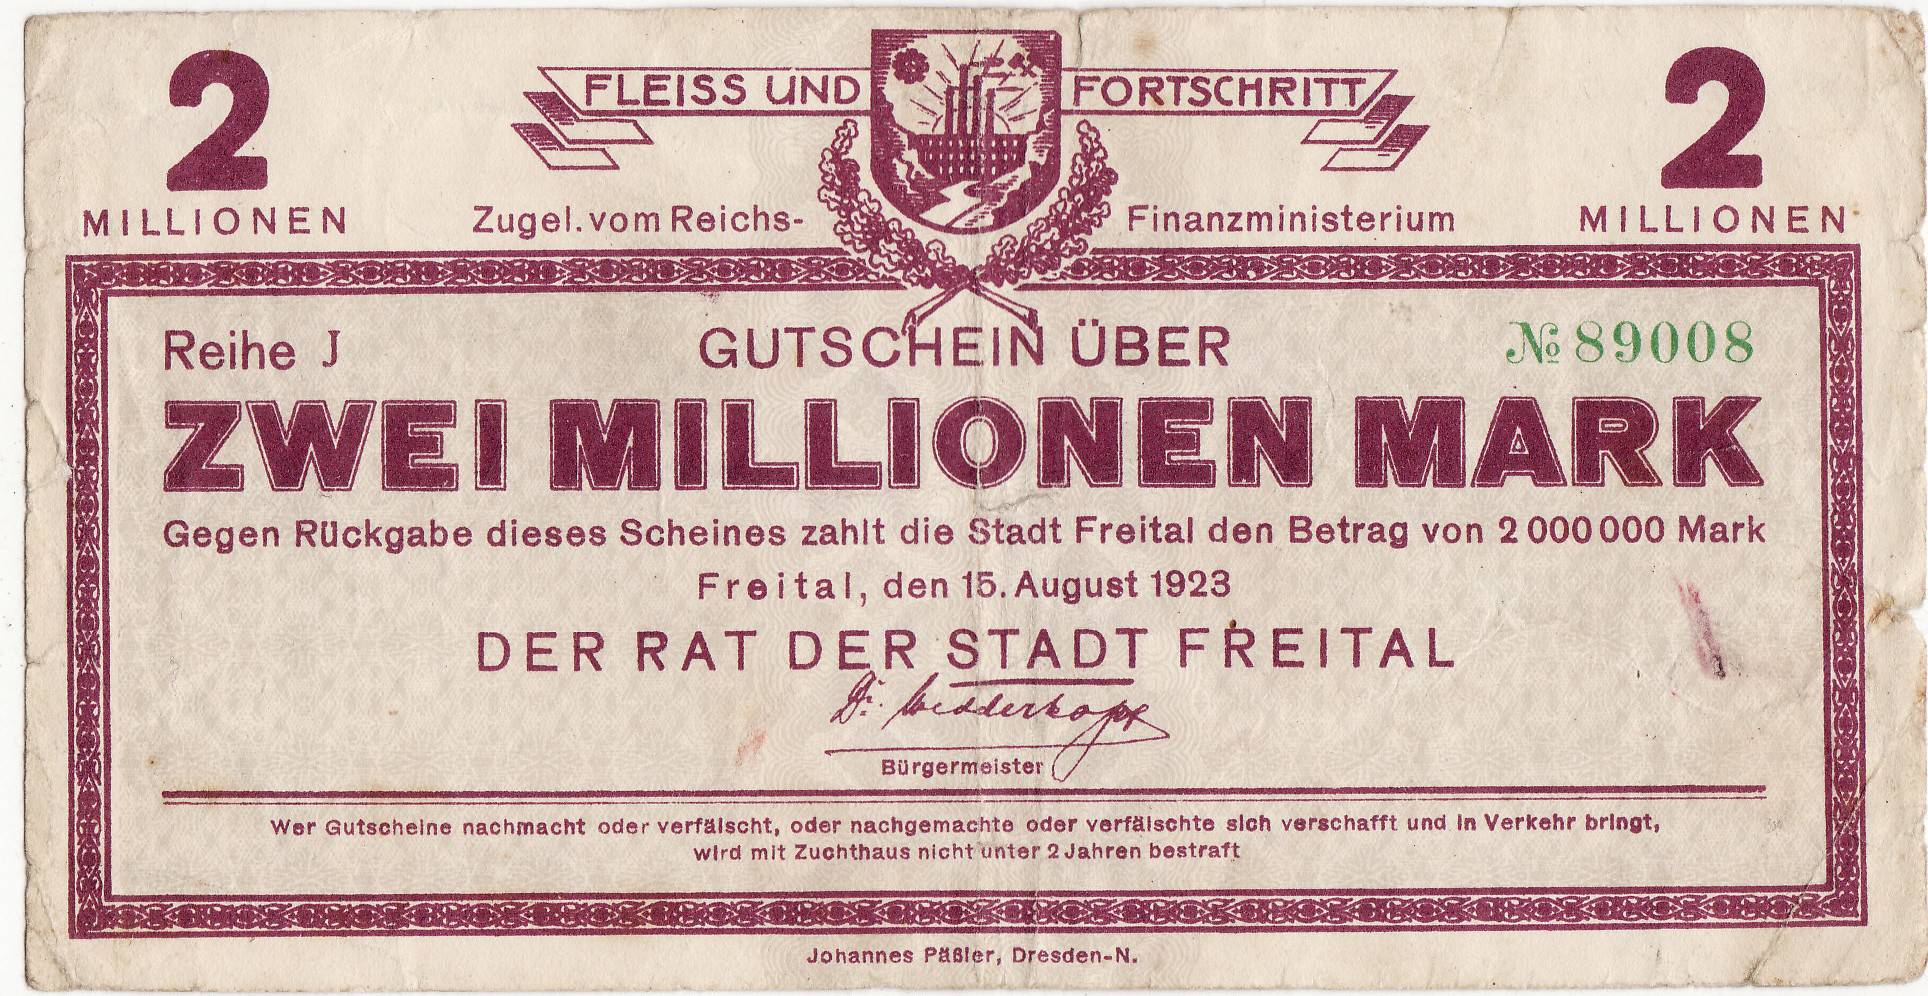 2 FLEISS UND FORTSCHRITT 2
MILLIONEN Zugel. vom Reichs- Finanzministerium MILLIONEN
Reihe J GUTSCHEIN ÜBER № 89008
ZWEI MILLIONEN MARK
Gegen Rückgabe dieses Scheines zahlt die Stadt Freital den Betrag von 2 000 000 Mark
Freital, den 15. August 1923
DER RAT DER STADT FREITAL
Dr. Wedderkopf
Bürgermeister
Wer Gutscheine nachmacht oder verfälscht, oder nachgemachte oder verfälschte sich verschafft und in Verkehr bringt,
wird mit Zuchthaus nicht unter 2 Jahren bestraft
Johannes Päßler, Dresden-N.